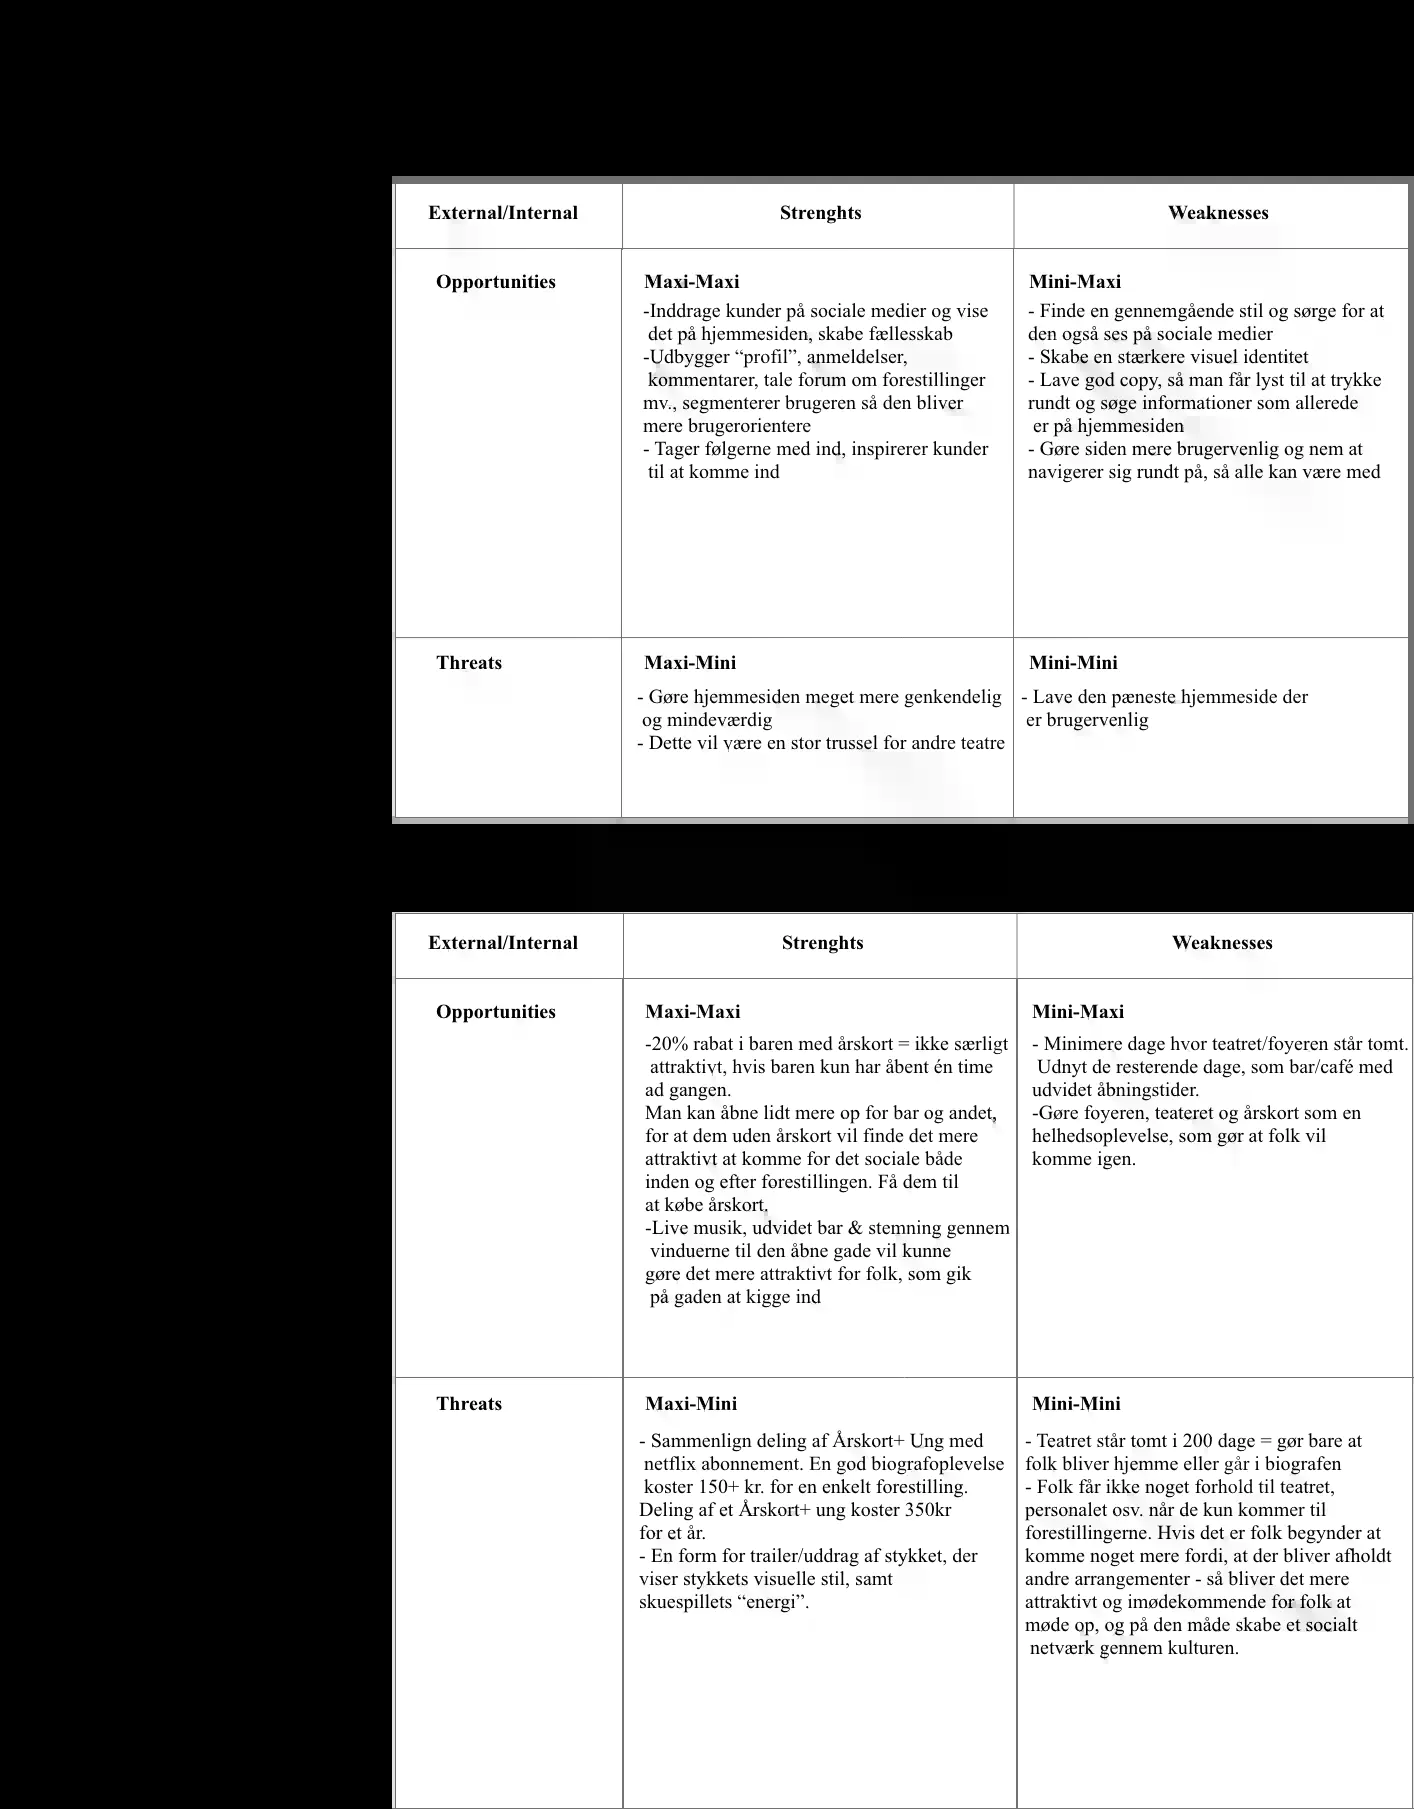 External/Internal
Strenghts
Weaknesses
Opportunities
Maxi-Maxi
-Inddrage kunder på sociale medier og vise
det på hjemmesiden, skabe fællesskab
-Udbygger “profil”, anmeldelser,
kommentarer, tale forum om forestillinger
mv., segmenterer brugeren så den bliver
mere brugerorientere
- Tager følgerne med ind, inspirerer kunder
til at komme ind
Mini-Maxi
- Finde en gennemgående stil og sørge for at
den også ses på sociale medier
- Skabe en stærkere visuel identitet
- Lave god copy, så man får lyst til at trykke
rundt og søge informationer som allerede
er på hjemmesiden
- Gøre siden mere brugervenlig og nem at
navigerer sig rundt på, så alle kan være med
Threats
Maxi-Mini
- Gøre hjemmesiden meget mere genkendelig
og mindeværdig
- Dette vil være en stor trussel for andre teatre
Mini-Mini
- Lave den pæneste hjemmeside der
er brugervenlig
External/Internal
Strenghts
Weaknesses
Opportunities
Maxi-Maxi
-20% rabat i baren med årskort = ikke særligt
attraktivt, hvis baren kun har åbent én time
ad gangen.
Man kan åbne lidt mere op for bar og andet,
for at dem uden årskort vil finde det mere
attraktivt at komme for det sociale både
inden og efter forestillingen. Få dem til
at købe årskort.
-Live musik, udvidet bar & stemning gennem
vinduerne til den åbne gade vil kunne
gøre det mere attraktivt for folk, som gik
på gaden at kigge ind
Mini-Maxi
- Minimere dage hvor teatret/foyeren står tomt.
Udnyt de resterende dage, som bar/café med
udvidet åbningstider.
-Gøre foyeren, teateret og årskort som en
helhedsoplevelse, som gør at folk vil
komme igen.
Threats
Maxi-Mini
- Sammenlign deling af Årskort+ Ung med
netflix abonnement. En god biografoplevelse
koster 150+ kr. for en enkelt forestilling.
Deling af et Årskort+ ung koster 350kr
for et år.
- En form for trailer/uddrag af stykket, der
viser stykkets visuelle stil, samt
skuespillets “energi”.
Mini-Mini
- Teatret står tomt i 200 dage = gør bare at
folk bliver hjemme eller går i biografen
- Folk får ikke noget forhold til teatret,
personalet osv. når de kun kommer til
forestillingerne. Hvis det er folk begynder at
komme noget mere fordi, at der bliver afholdt
andre arrangementer - så bliver det mere
attraktivt og imødekommende for folk at
møde op, og på den måde skabe et socialt
netværk gennem kulturen.